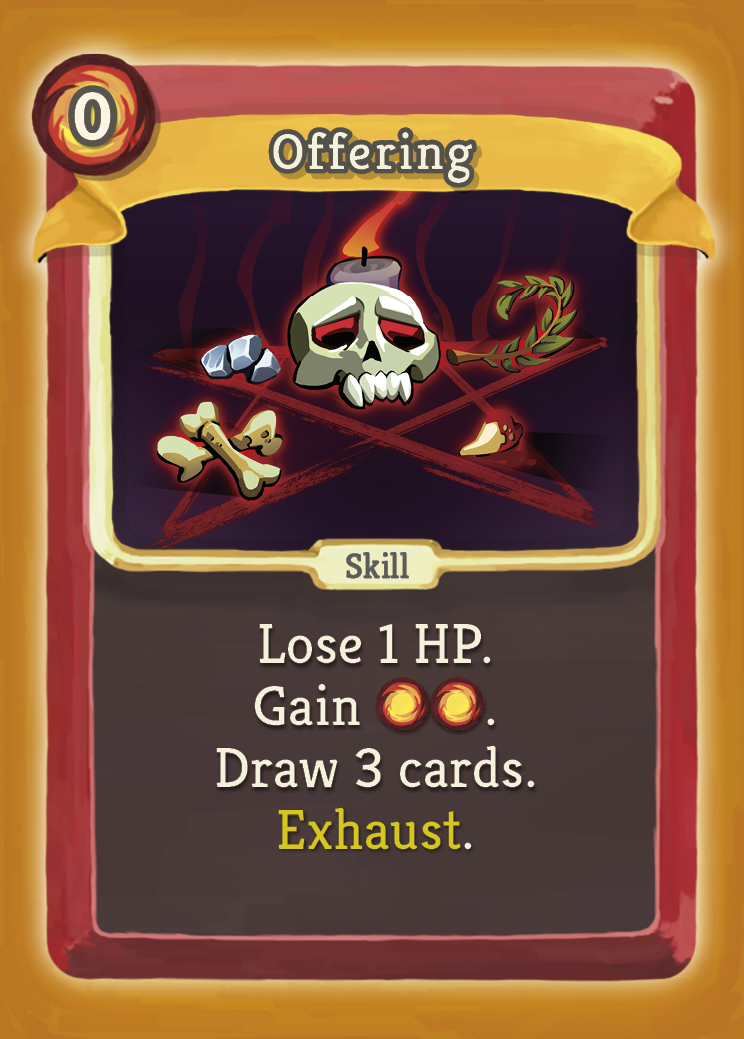 0
Offering
Skill
Lose 1 HP.
Gain .
Draw 3 cards.
Exhaust.